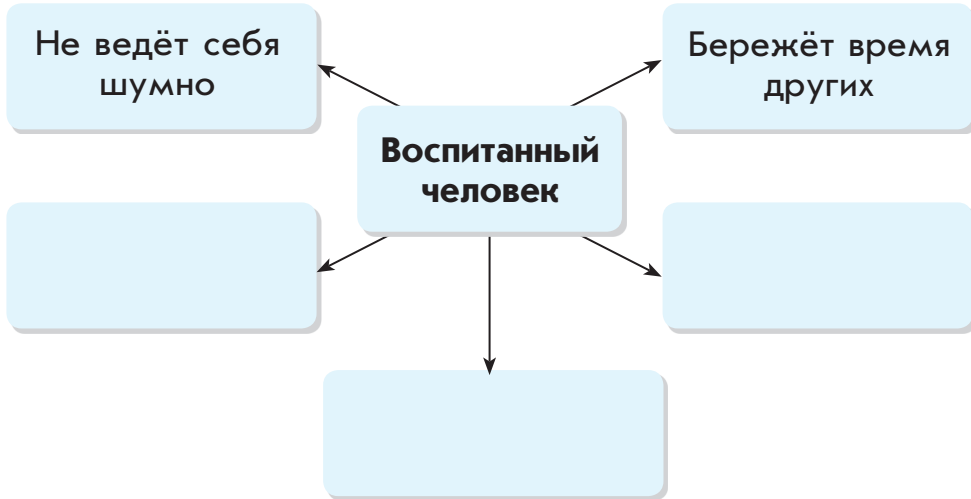 Не ведёт себя
шумно
Бережёт время
других
Воспитанный
человек